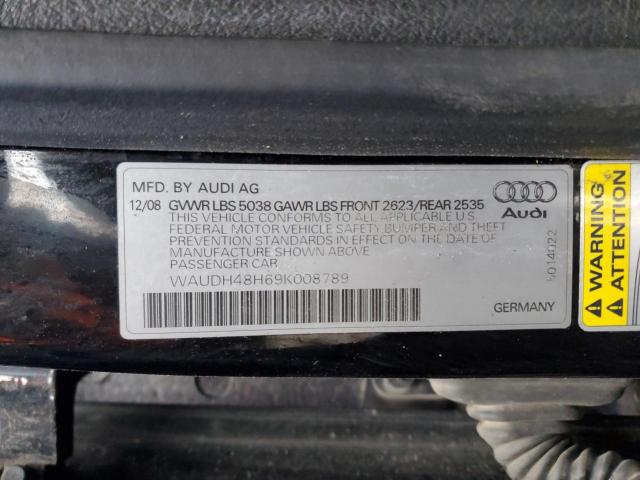 MFD. BY AUDI AG
12/08 GVWR LBS 5038 GAWR LBS FRONT 2623/REAR 2535
THIS VEHICLE CONFORMS TO ALL APPLICABLE U.S
FEDERAL MOTOR VEHICLE SAFETY BUMPER AND THEFT
PREVENTION STANDARDS IN EFFECT ON THE DATE OF
MANUFACTURE SHOWN ABOVE
PASSENGER CAR
WAUDH48H69K008789
Audi
5014022
GERMANY
WARNING
ATTENTION